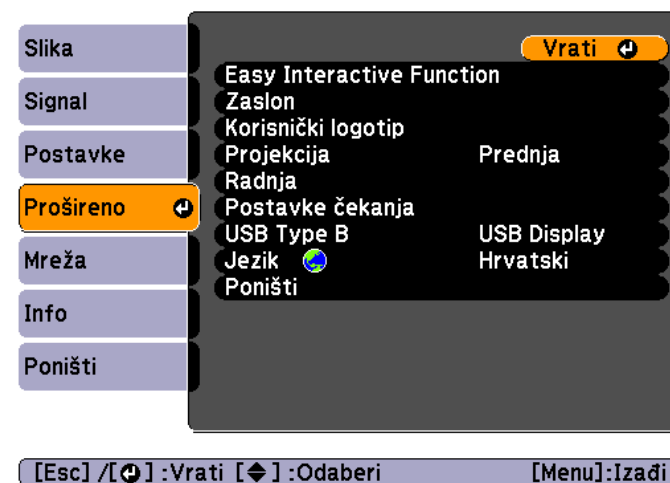 Slika
Signal
Postavke
Prošireno
Mreža
Info
Poništi
Vrati
Easy Interactive Function
Zaslon
Korisnički logotip
Projekcija Prednja
Radnja
Postavke čekanja
USB Type B USB Display
Jezik Hrvatski
Poništi
[Esc] /[ ] :Vrati [ ] :Odaberi [Menu]:Izađi